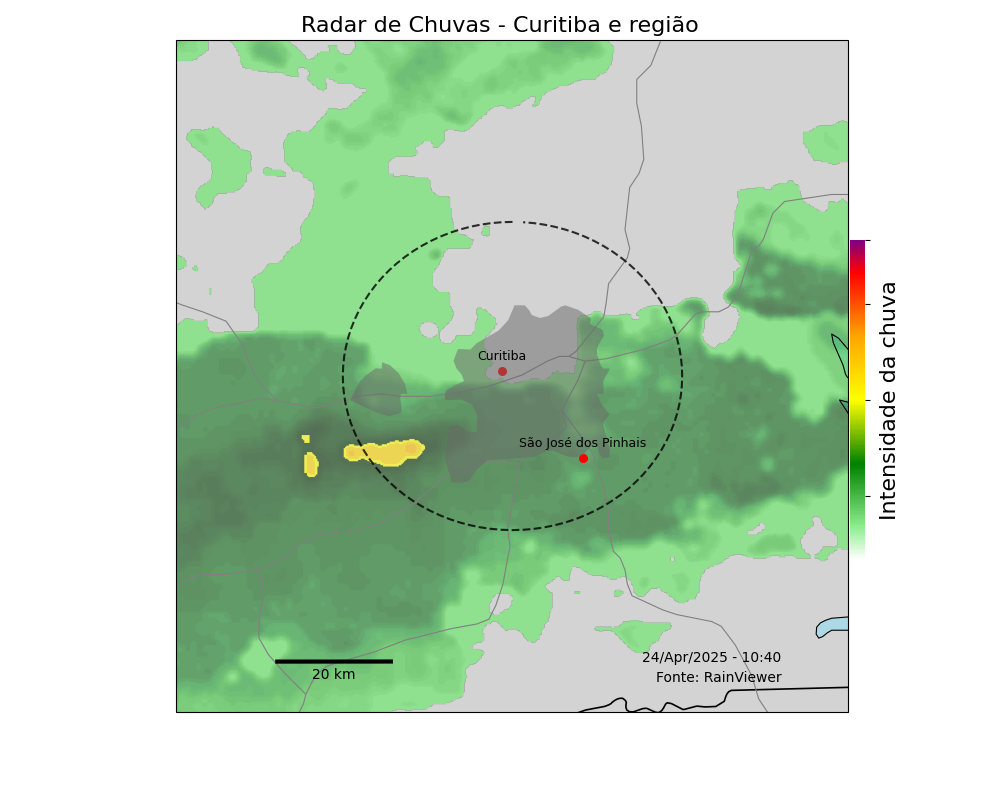 Radar de Chuvas - Curitiba e região
Curitiba
São José dos Pinhais
Intensidade da chuva
24/Apr/2025 - 10:40
Fonte: RainViewer
20 km